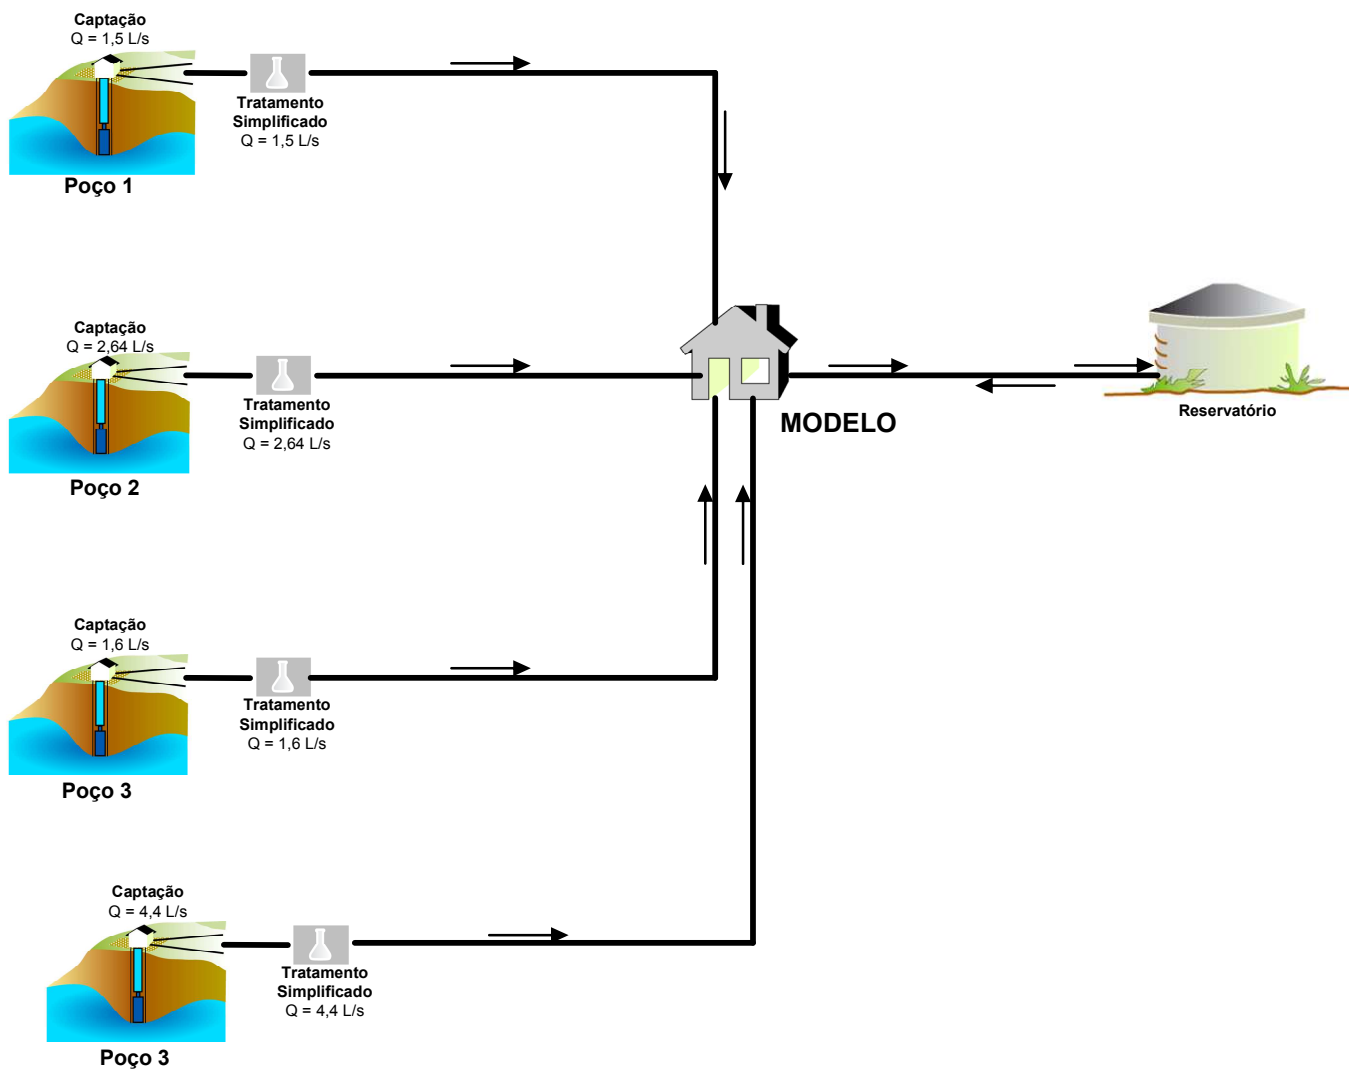 Captação
Q = 1,5 L/s
Tratamento
Simplificado
Q = 1,5 L/s
Poço 1
Captação
Q = 2,64 L/s
Tratamento
Simplificado
Q = 2,64 L/s
Poço 2
MODELO
Reservatório
Captação
Q = 1,6 L/s
Tratamento
Simplificado
Q = 1,6 L/s
Poço 3
Captação
Q = 4,4 L/s
Tratamento
Simplificado
Q = 4,4 L/s
Poço 3